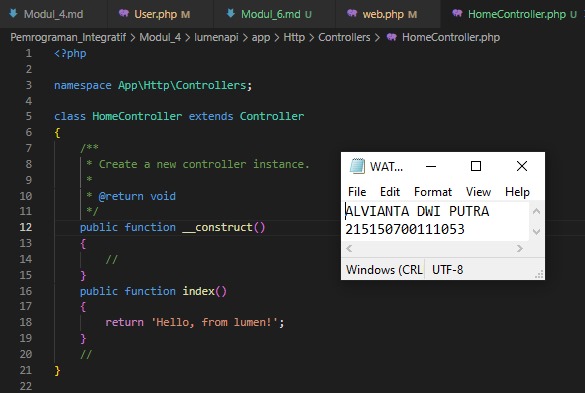 Modul_4.md
User.php M
Modul_6.md M
web.php M
HomeController.php U
Pemrograman_Integratif > Modul_4 > lumenapi > app > Http > Controllers > HomeController.php
1 <?php
2
3 namespace App\Http\Controllers;
4
5 class HomeController extends Controller
6 {
7 /**
8 * Create a new controller instance.
9 *
10 * @return void
11 */
12 public function __construct()
13 {
14 //
15 }
16 public function index()
17 {
18 return 'Hello, from lumen!';
19 }
20 //
21 }
22
WAT...
File Edit Format View Help
ALVIANTA DWI PUTRA
215150700111053
Windows (CRL UTF-8